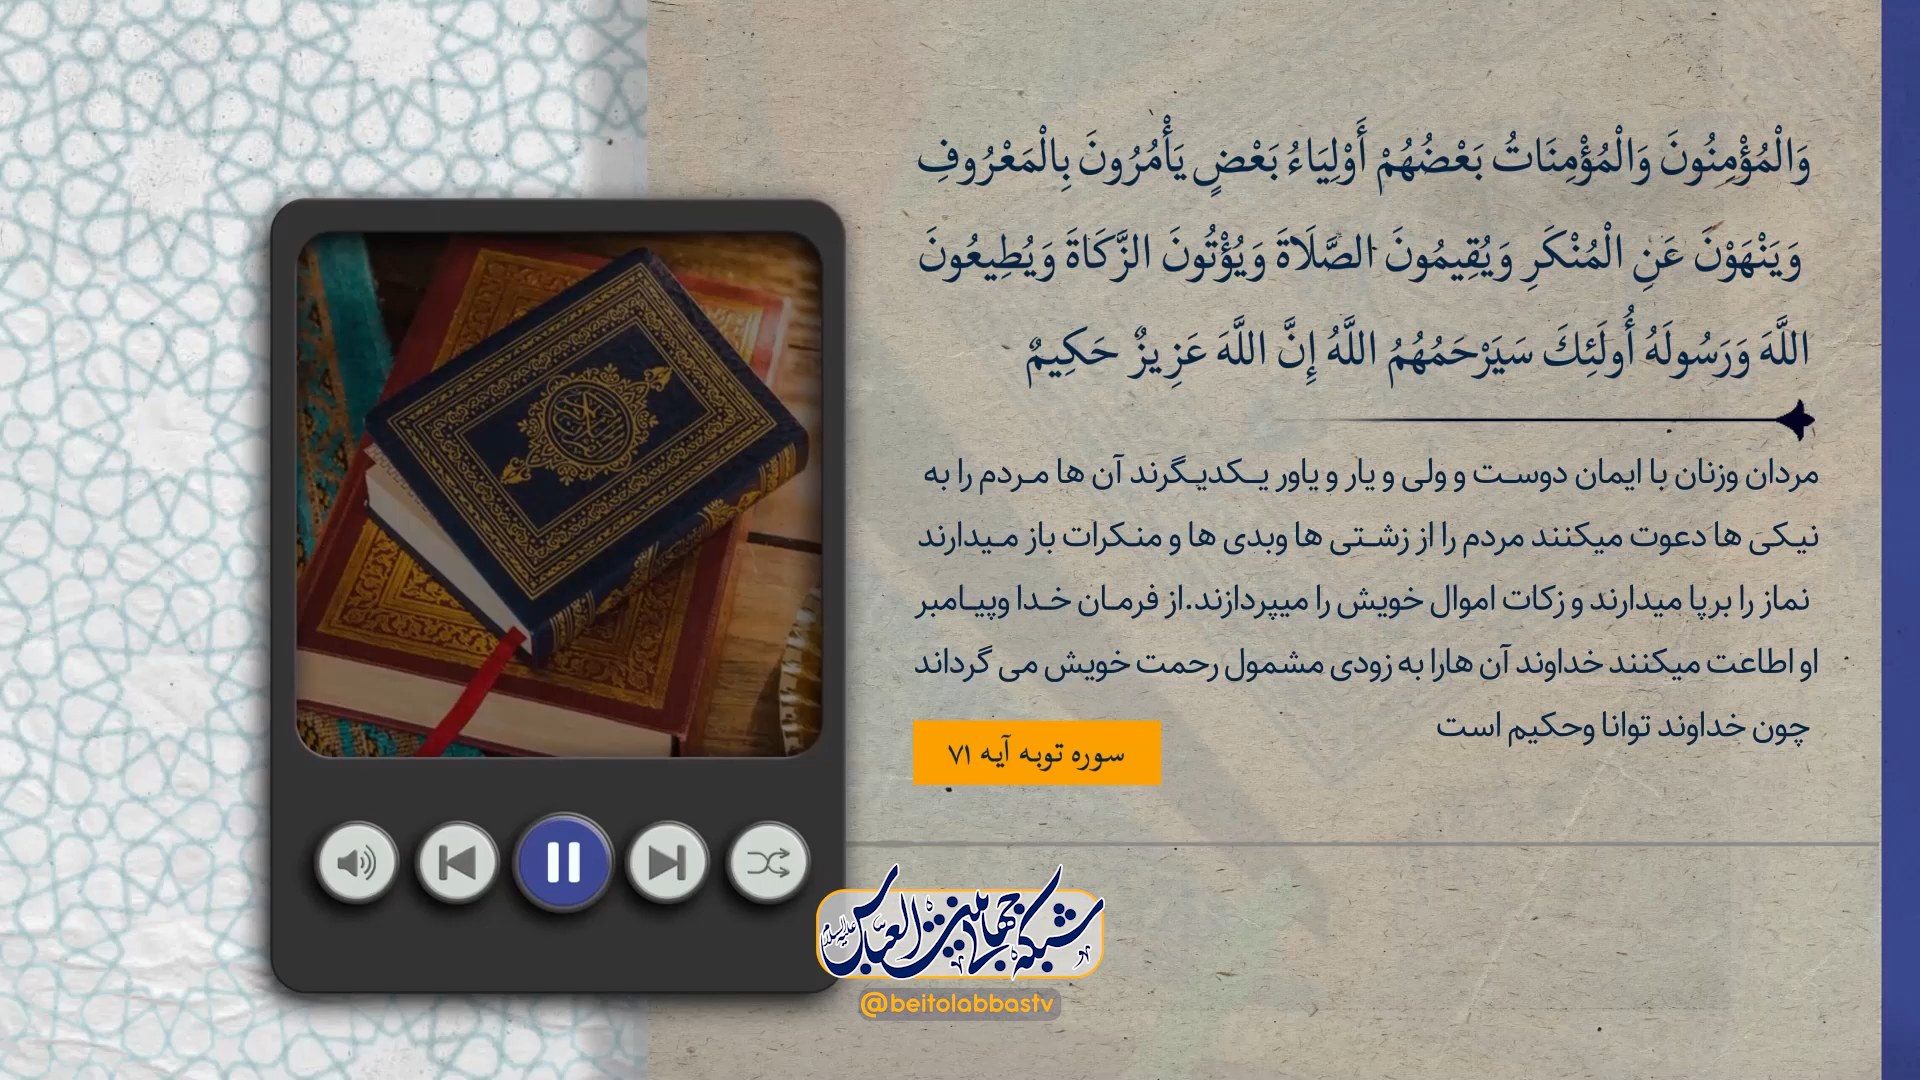 وَالْمُؤْمِنُونَ وَالْمُؤْمِنَاتُ بَعْضُهُمْ أَوْلِيَاءُ بَعْضٍ يَأْمُرُونَ بِالْمَعْرُوفِ
وَيَنْهَوْنَ عَنِ الْمُنْكَرِ وَيُقِيمُونَ الصَّلَاةَ وَيُؤْتُونَ الزَّكَاةَ وَيُطِيعُونَ
اللَّهَ وَرَسُولَهُ أُولَئِكَ سَيَرْحَمُهُمُ اللَّهُ إِنَّ اللَّهَ عَزِيزٌ حَكِيمٌ
مردان وزنان با ایمان دوست و ولی و یار و یاور یکدیگرند آن ها مردم را به
نیکی ها دعوت میکنند مردم را از زشتی ها وبدی ها و منکرات باز میدارند
نماز را برپا میدارند و زکات اموال خویش را میپردازند.از فرمان خدا وپیامبر
او اطاعت میکنند خداوند آن هارا به زودی مشمول رحمت خویش می گرداند
چون خداوند توانا وحکیم است
سوره توبه آیه ۷۱
شبکه جهانی بیت العباس علیه السلام
@beitolabbastv